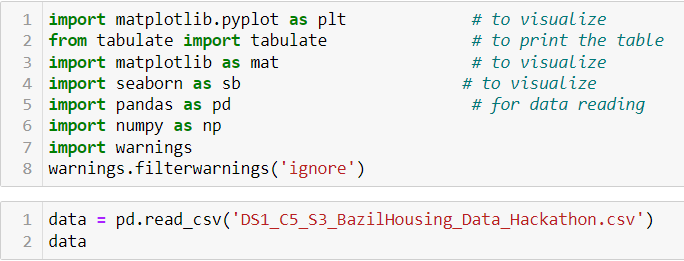 1 import matplotlib.pyplot as plt # to visualize
2 from tabulate import tabulate # to print the table
3 import matplotlib as mat # to visualize
4 import seaborn as sb # to visualize
5 import pandas as pd # for data reading
6 import numpy as np
7 import warnings
8 warnings.filterwarnings('ignore')
1 data = pd.read_csv('DS1_C5_S3_BazilHousing_Data_Hackathon.csv')
2 data